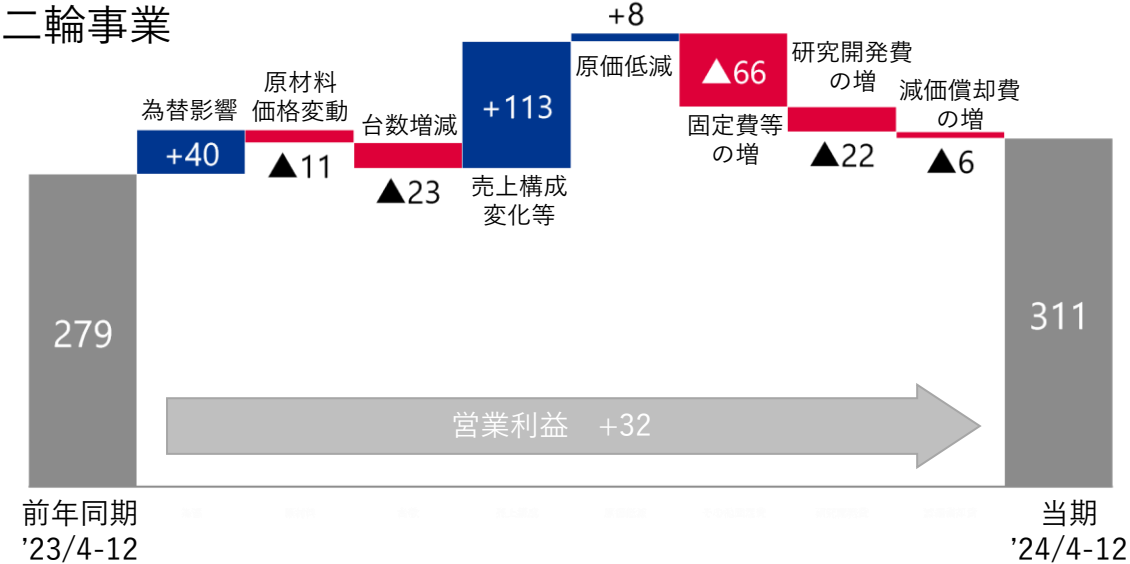 二輪事業
為替影響
+40
原材料
価格変動
▲11
台数増減
▲23
+113
売上構成
変化等
+8
原価低減
▲66
固定費等
の増
研究開発費
の増
▲22
減価償却費
の増
▲6
279
311
営業利益 +32
前年同期
’23/4-12
当期
’24/4-12